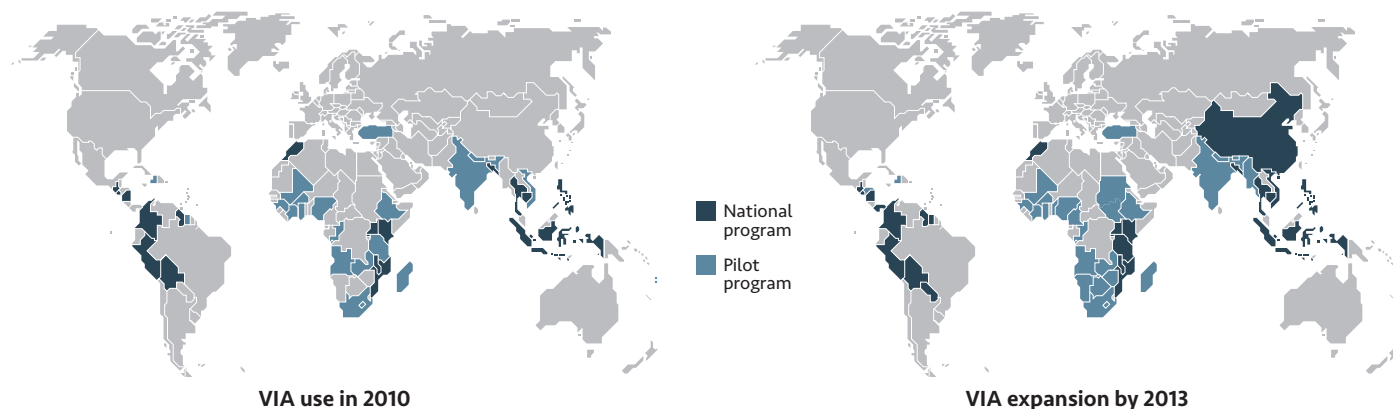 National
program
Pilot
program
VIA use in 2010
VIA expansion by 2013